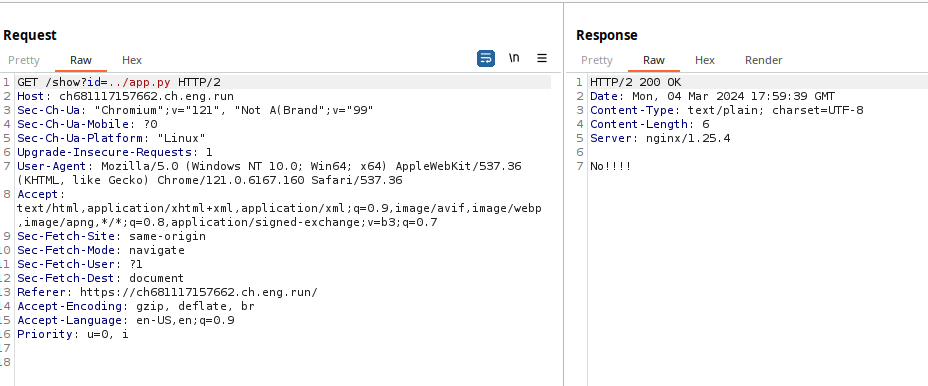 Request
Pretty Raw Hex
\n
1 GET /show?id=../app.py HTTP/2
2 Host: ch681117157662.ch.eng.run
3 Sec-Ch-Ua: "Chromium";v="121", "Not A(Brand";v="99"
4 Sec-Ch-Ua-Mobile: ?0
5 Sec-Ch-Ua-Platform: "Linux"
6 Upgrade-Insecure-Requests: 1
7 User-Agent: Mozilla/5.0 (Windows NT 10.0; Win64; x64) AppleWebKit/537.36
(KHTML, like Gecko) Chrome/121.0.6167.160 Safari/537.36
8 Accept:
text/html,application/xhtml+xml,application/xml;q=0.9,image/avif,image/webp
,image/apng,*/*;q=0.8,application/signed-exchange;v=b3;q=0.7
9 Sec-Fetch-Site: same-origin
10 Sec-Fetch-Mode: navigate
11 Sec-Fetch-User: ?1
12 Sec-Fetch-Dest: document
13 Referer: https://ch681117157662.ch.eng.run/
14 Accept-Encoding: gzip, deflate, br
15 Accept-Language: en-US,en;q=0.9
16 Priority: u=0, i
17
18
Response
Pretty Raw Hex Render
1 HTTP/2 200 OK
2 Date: Mon, 04 Mar 2024 17:59:39 GMT
3 Content-Type: text/plain; charset=UTF-8
4 Content-Length: 6
5 Server: nginx/1.25.4
6
7 No!!!!